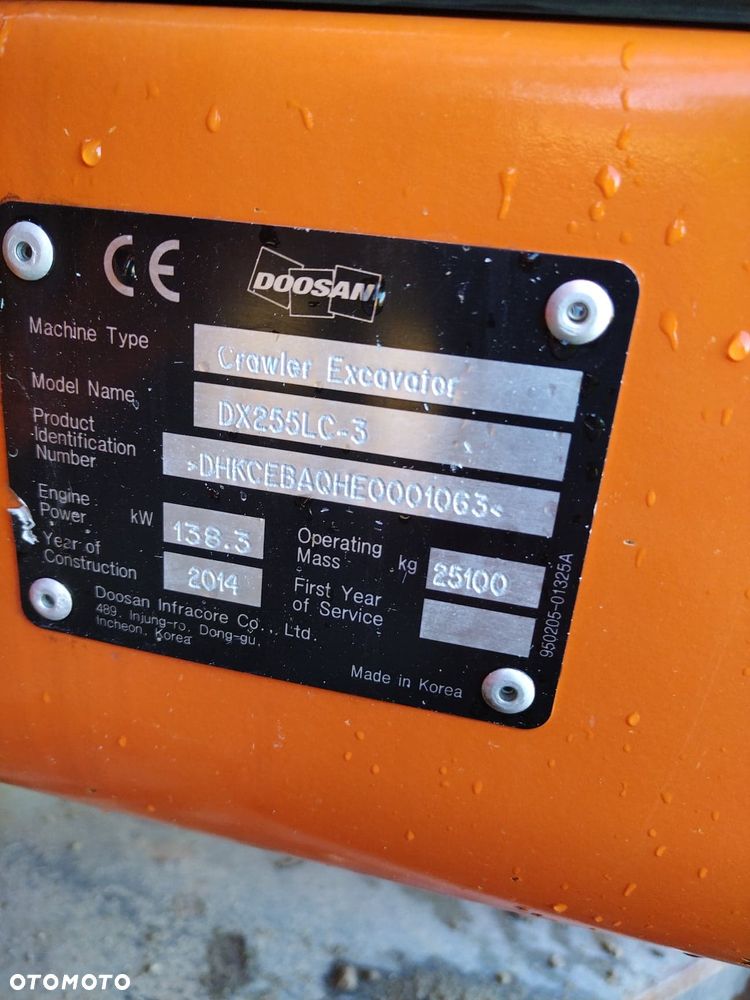 CE
DOOSAN
Machine Type Crawler Excavator
Model Name DX255LC-3
Product
Identification
Number >DHKCEBAQHE0001063<
Engine
Power kW 138.3
Operating
Mass kg 25100
Year of
Construction 2014
First Year
of Service
Doosan Infracore Co., Ltd.
489, Injung-ro, Dong-gu,
Incheon, Korea
Made in Korea
950205-01325A
OTOMOTO